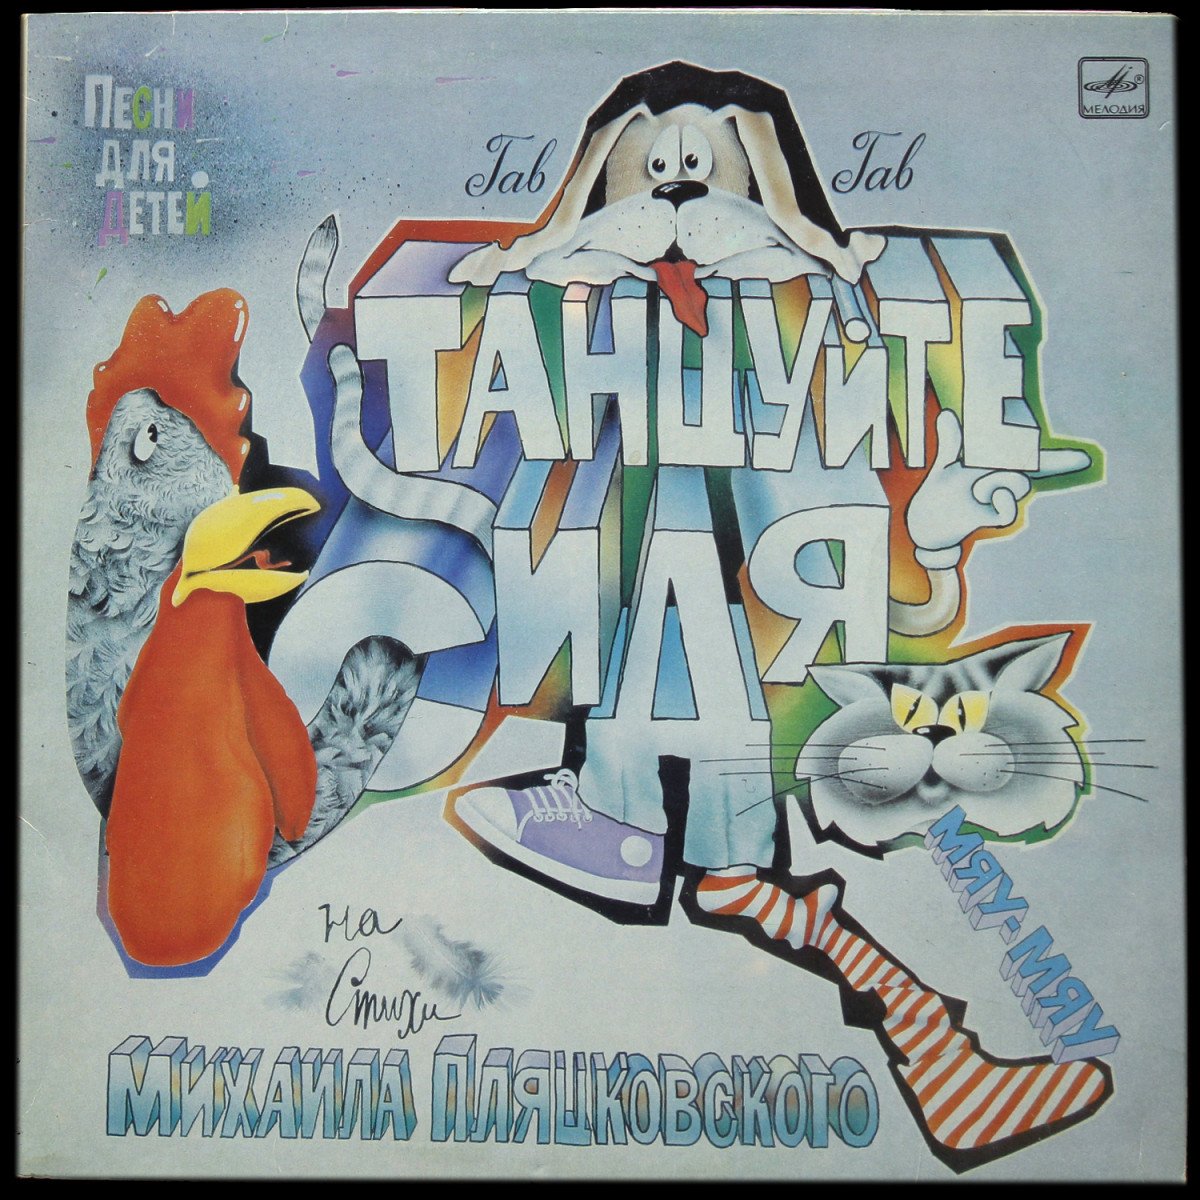 Песни
для
детей
МЕЛОДИЯ
Гав
Гав
ТАНЦУЙТЕ
СИДЯ
МЯУ-МЯУ
на
Стихи
МИХАИЛА ПЛЯЦКОВСКОГО